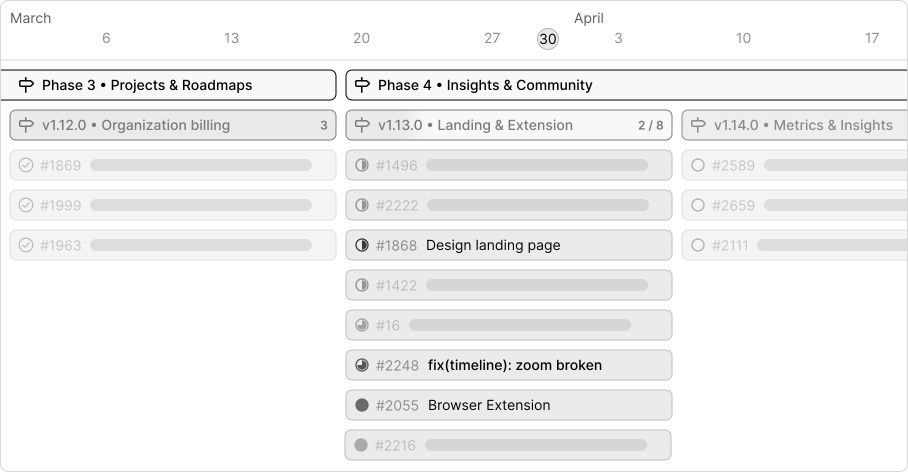 March April
6 13 20 27 30 3 10 17
Phase 3 • Projects & Roadmaps
Phase 4 • Insights & Community
v1.12.0 • Organization billing 3
v1.13.0 • Landing & Extension 2 / 8
v1.14.0 • Metrics & Insights
#1869
#1999
#1963
#1496
#2222
#1868 Design landing page
#1422
#16
#2248 fix(timeline): zoom broken
#2055 Browser Extension
#2216
#2589
#2659
#2111